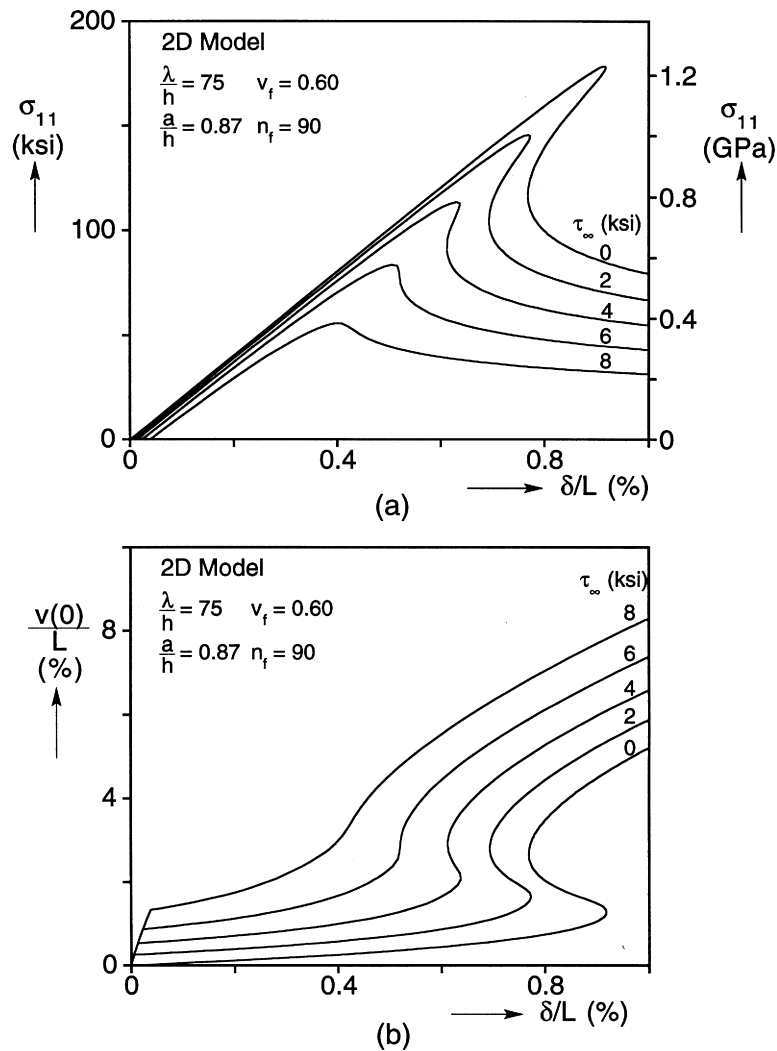 200
2D Model
λ/h = 75 v_f = 0.60
a/h = 0.87 n_f = 90
σ₁₁
(ksi)
1.2
σ₁₁
(GPa)
0.8
τ∞ (ksi)
100
0
2
4
0.4
6
8
0
0
0
0.4
0.8
δ/L (%)
(a)
2D Model
τ∞ (ksi)
λ/h = 75 v_f = 0.60
a/h = 0.87 n_f = 90
v(0)/L
(%)
8
8
6
4
2
0
4
0
0
0.4
0.8
δ/L (%)
(b)